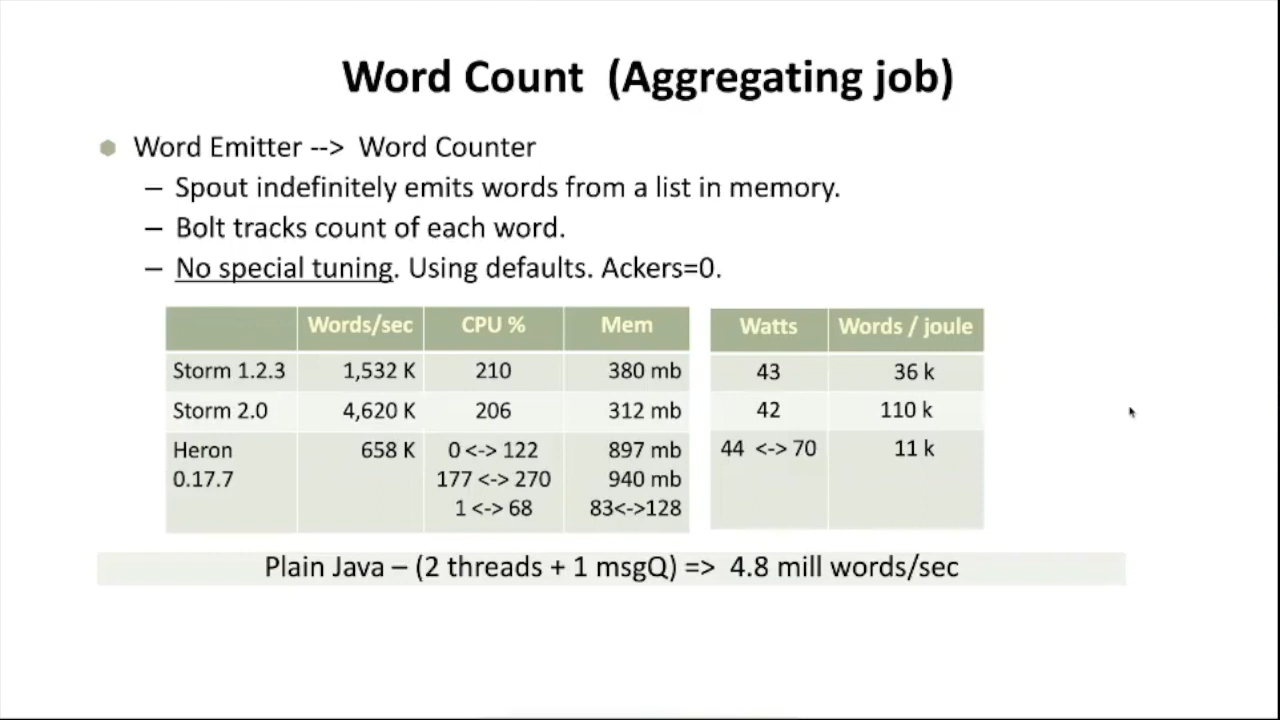 Word Count (Aggregating job)
Word Emitter --> Word Counter
– Spout indefinitely emits words from a list in memory.
– Bolt tracks count of each word.
– No special tuning. Using defaults. Ackers=0.
Words/sec CPU % Mem Watts Words / joule
Storm 1.2.3 1,532 K 210 380 mb 43 36 k
Storm 2.0 4,620 K 206 312 mb 42 110 k
Heron 658 K 0 <-> 122 897 mb 44 <-> 70 11 k
0.17.7 177 <-> 270 940 mb
1 <-> 68 83<->128
Plain Java – (2 threads + 1 msgQ) => 4.8 mill words/sec